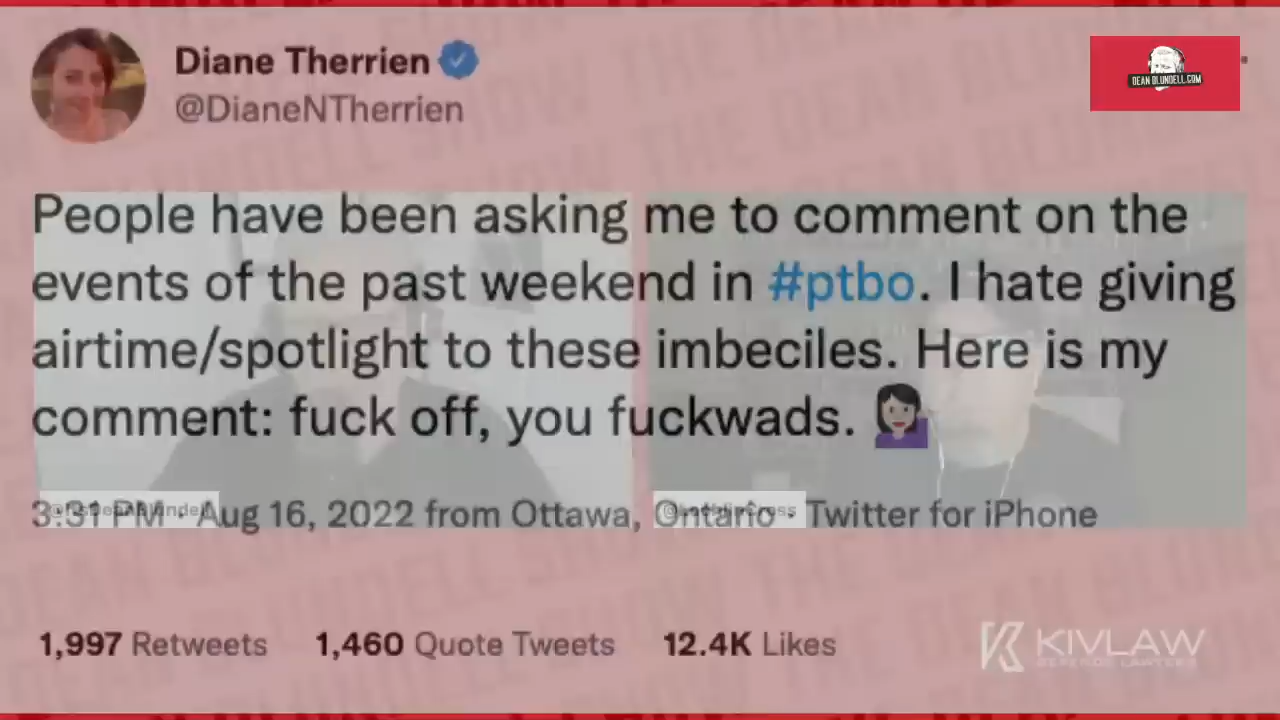 Diane Therrien
@DianeNTherrien
DEAN BLUNDELL.COM
People have been asking me to comment on the
events of the past weekend in #ptbo. I hate giving
airtime/spotlight to these imbeciles. Here is my
comment: fuck off, you fuckwads.
3:31 PM · Aug 16, 2022 from Ottawa, Ontario · Twitter for iPhone
@ItsDeanBlundell
1,997 Retweets 1,460 Quote Tweets 12.4K Likes
KIVLAW
DEFENCE LAWYERS